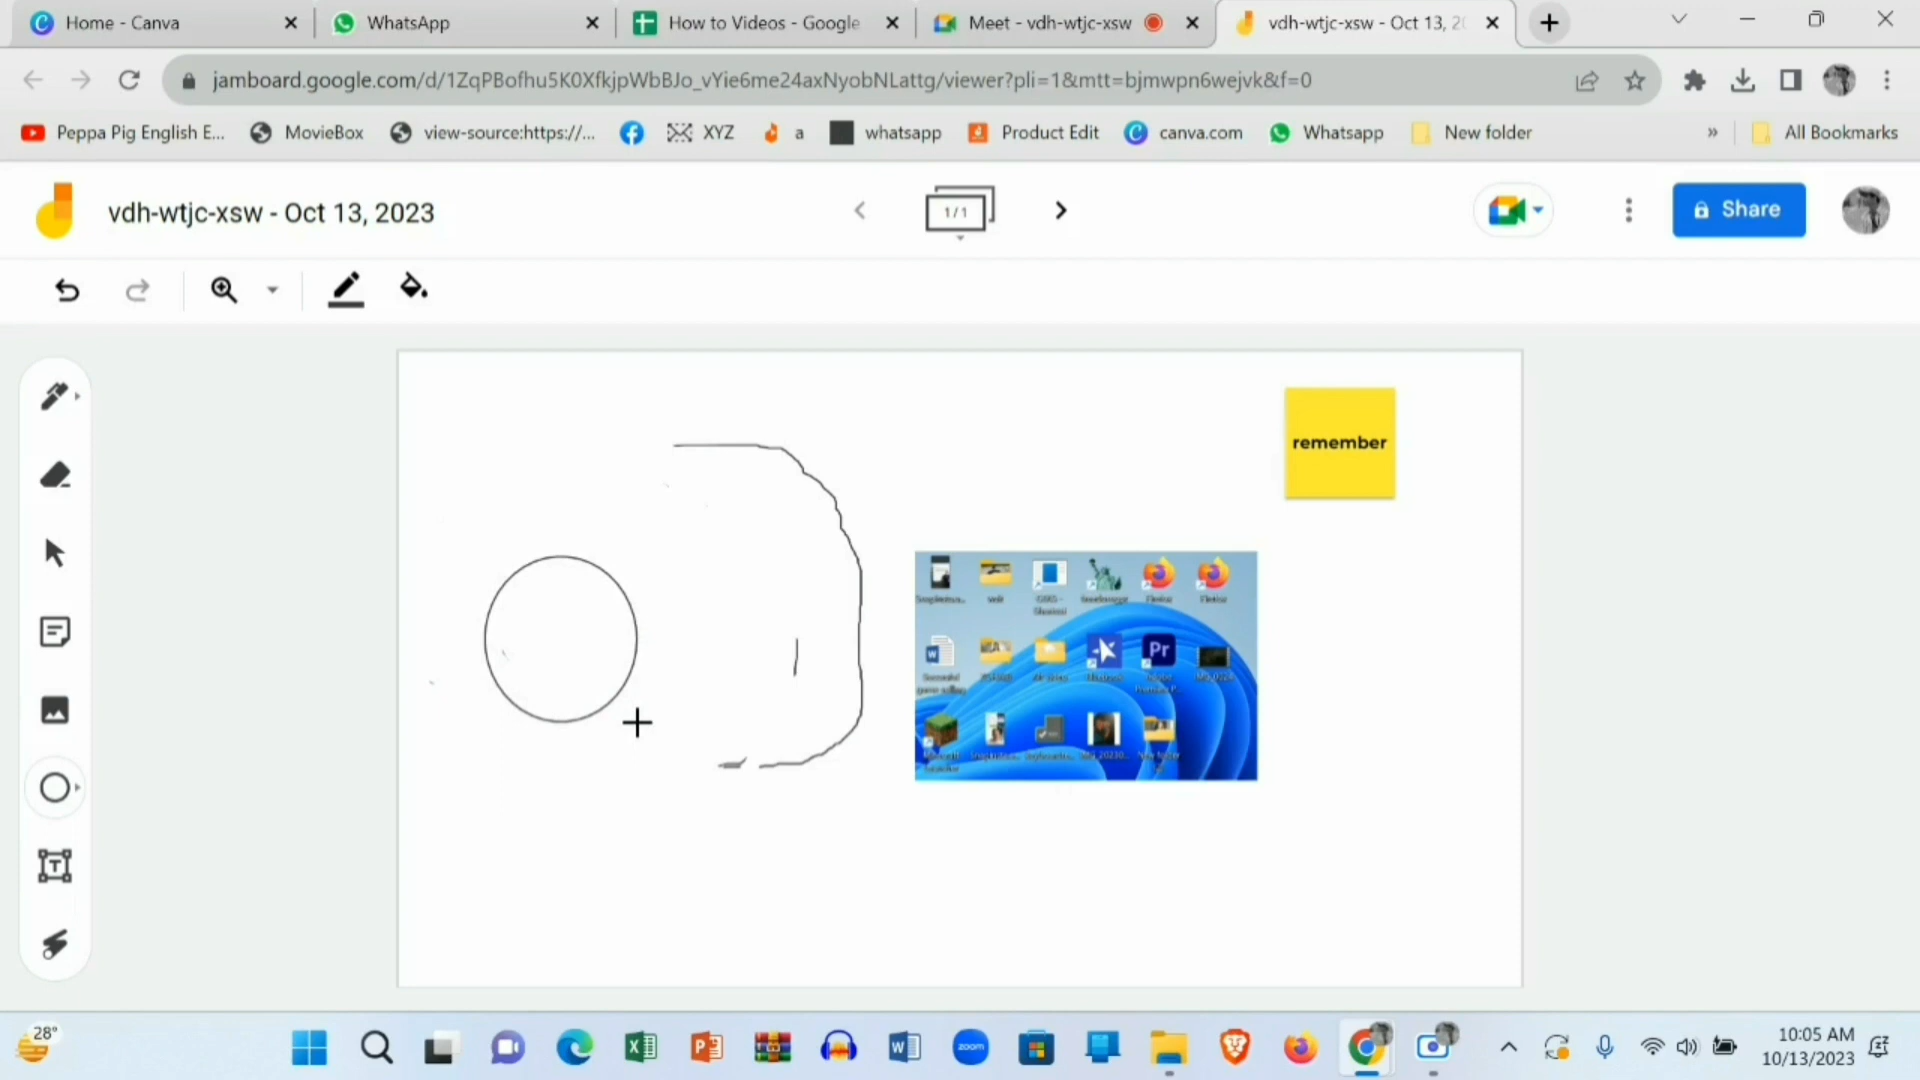 Home - Canva
WhatsApp
How to Videos - Google
Meet - vdh-wtjc-xsw
vdh-wtjc-xsw - Oct 13, 2
jamboard.google.com/d/1ZqPBofhu5K0XfkjpWbBJo_vYie6me24axNyobNLattg/viewer?pli=1&mtt=bjmwpn6wejvk&f=0
Peppa Pig English E...
MovieBox
view-source:https://...
XYZ
a
whatsapp
Product Edit
canva.com
Whatsapp
New folder
»
All Bookmarks
vdh-wtjc-xsw - Oct 13, 2023
1/1
Share
remember
Pr
T
28°
zoom
10:05 AM
10/13/2023